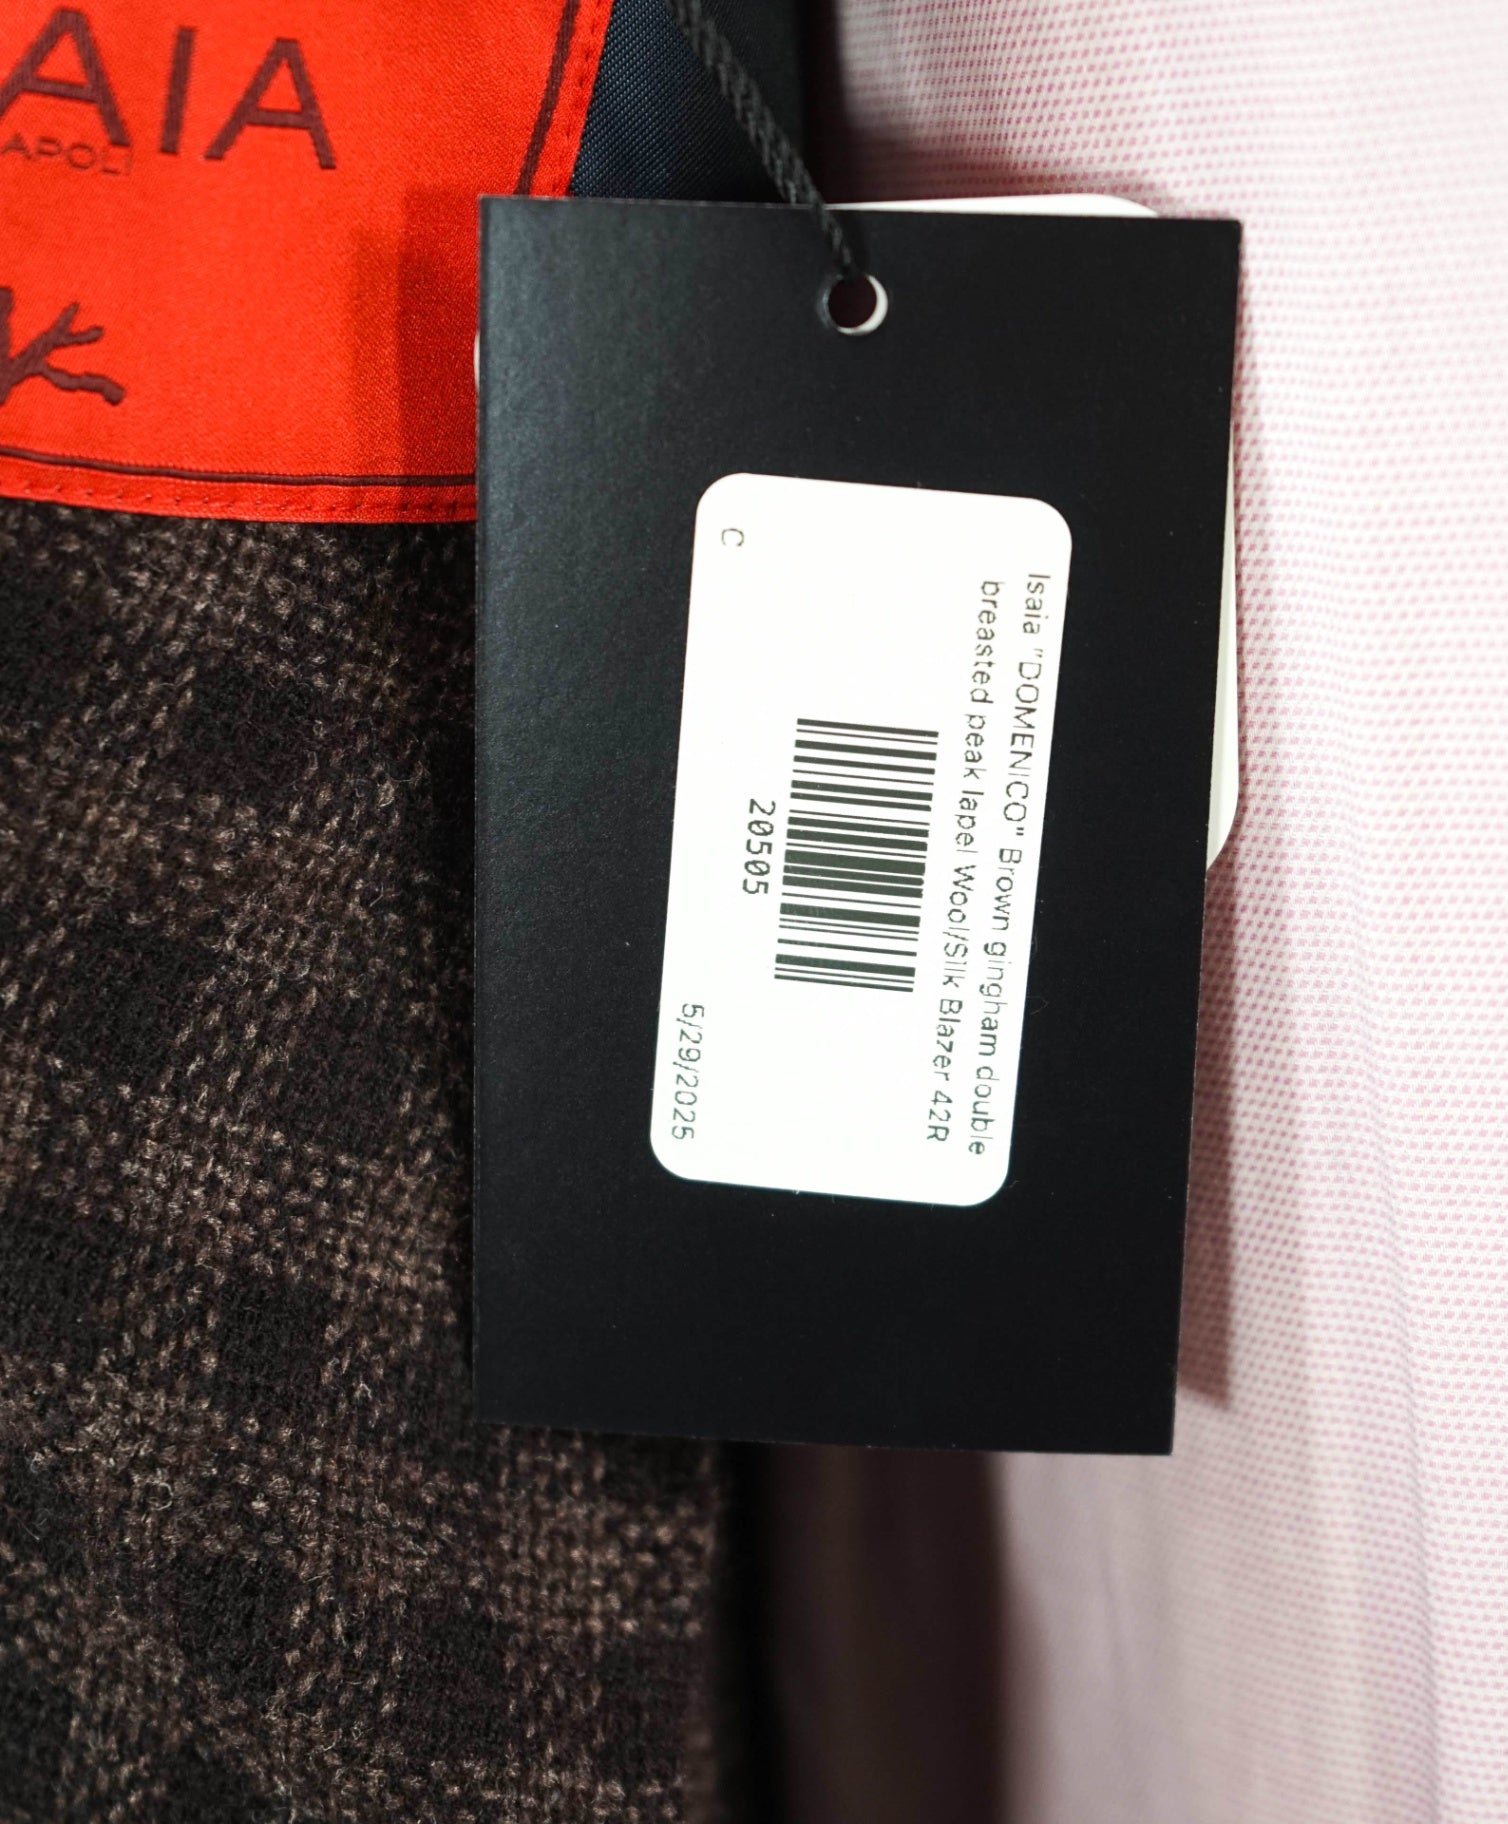 AIA
APOLI
Isaia "DOMENICO" Brown gingham double
breasted peak lapel Wool/Silk Blazer 42R
20505
C
5/29/2025